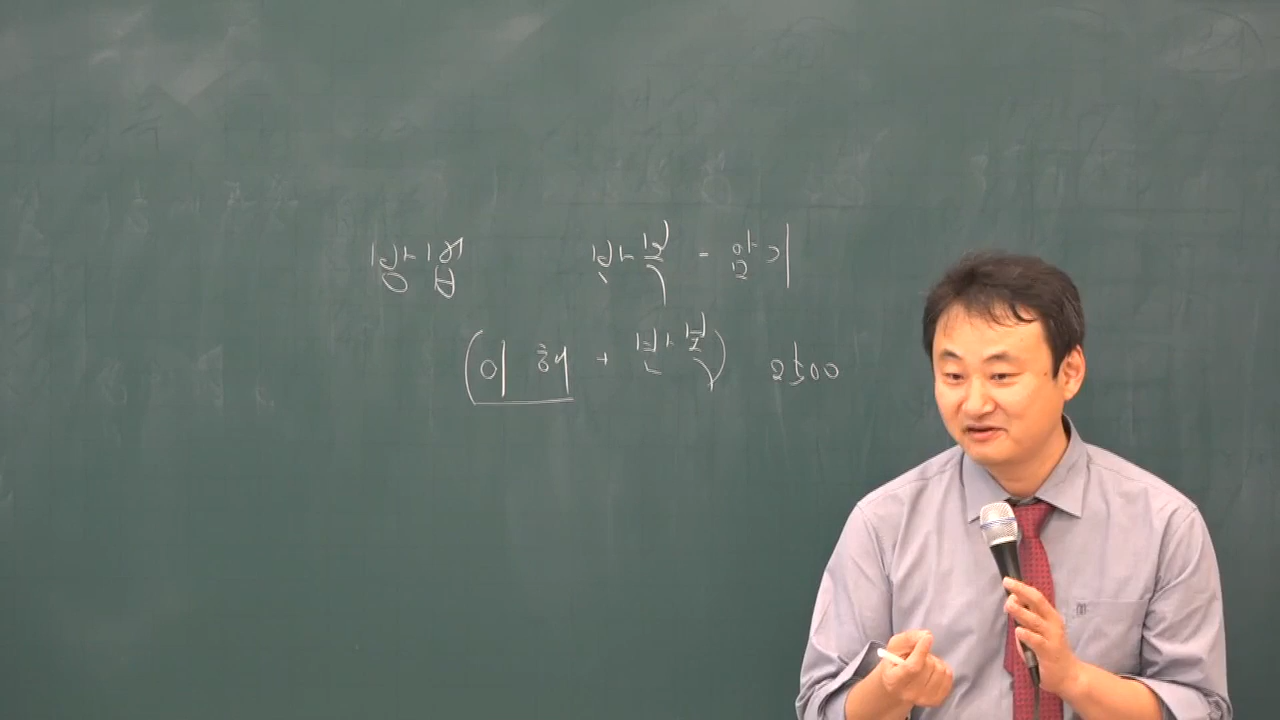 방법 반복 = 암기
(이해 + 반복) 2500